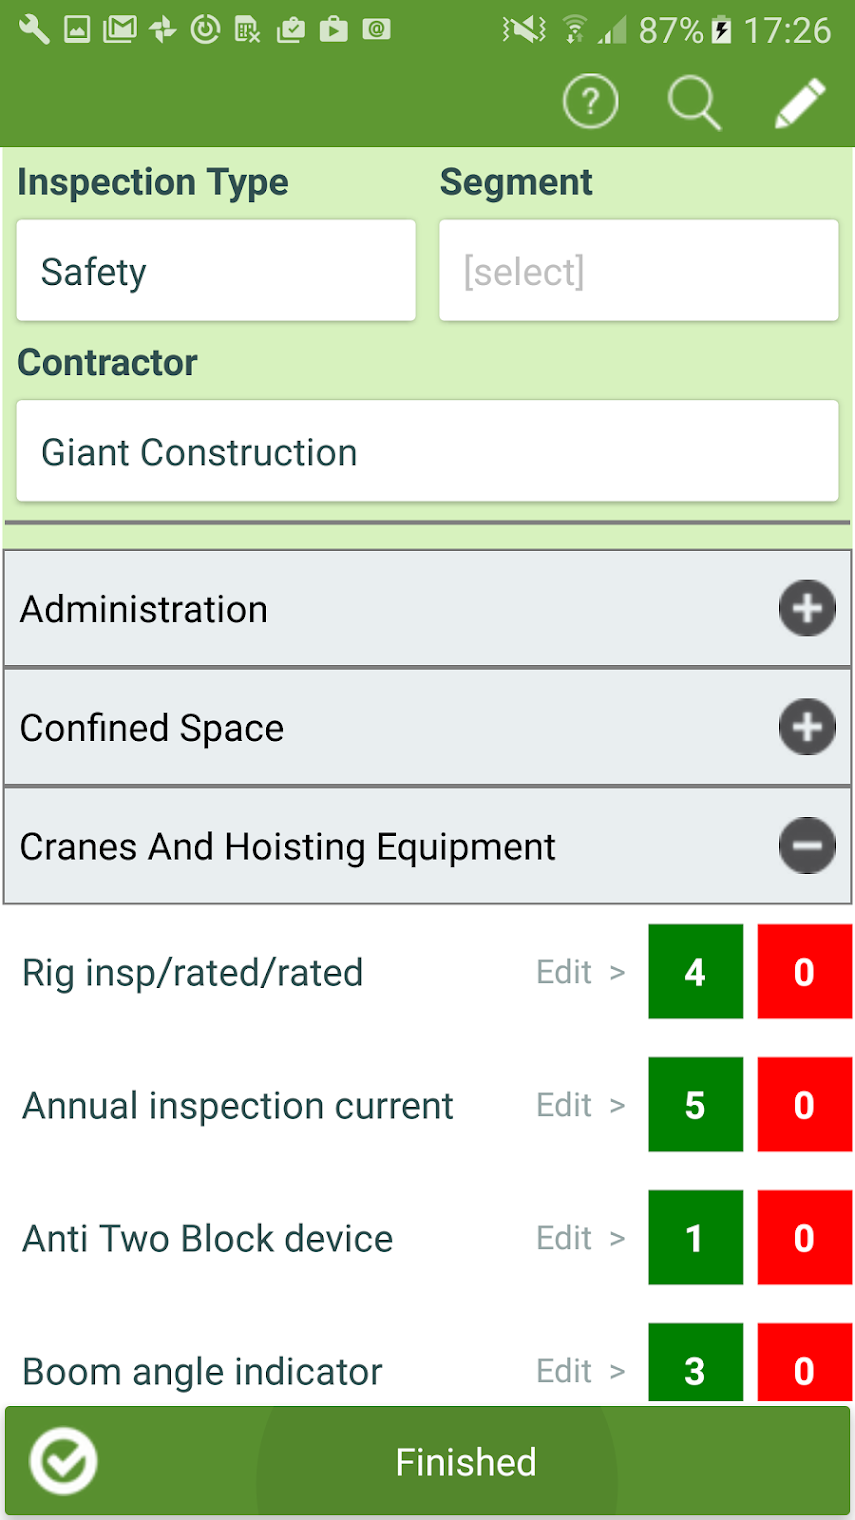 87% 17:26
Inspection Type Segment
Safety [select]
Contractor
Giant Construction
Administration
Confined Space
Cranes And Hoisting Equipment
Rig insp/rated/rated Edit > 4 0
Annual inspection current Edit > 5 0
Anti Two Block device Edit > 1 0
Boom angle indicator Edit > 3 0
Finished